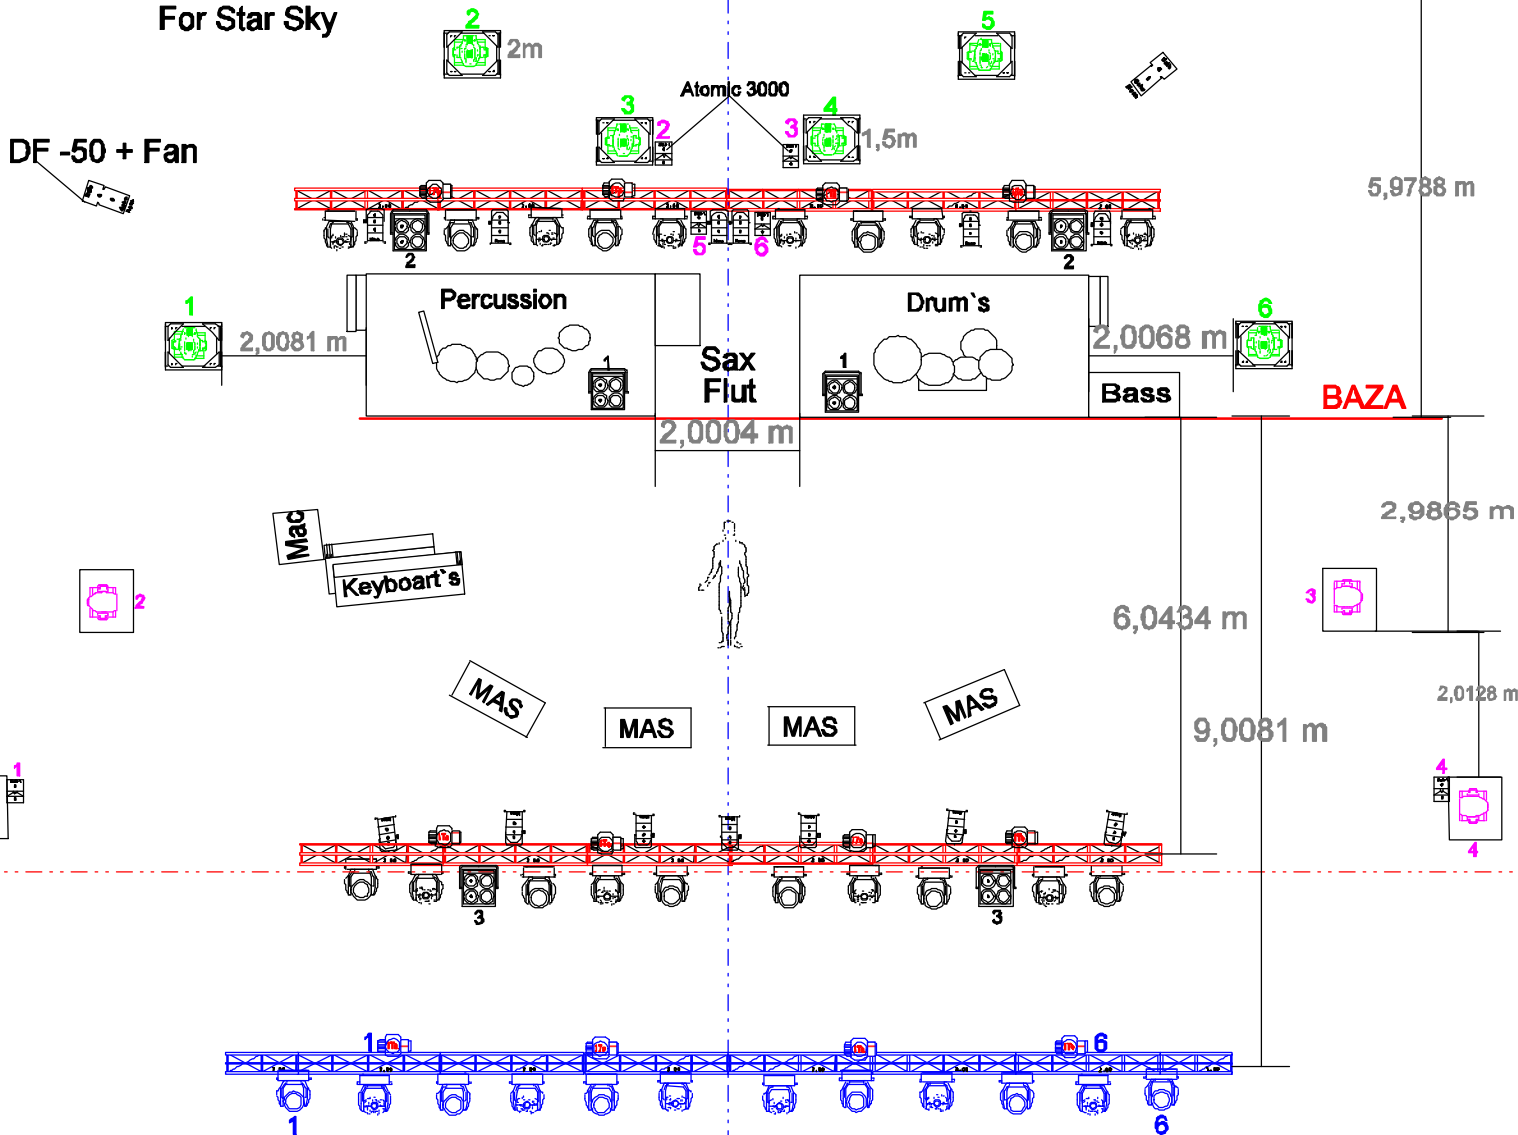 For Star Sky
2
2m
5
Atomic 3000
3
2
3
4
1,5m
DF -50 + Fan
5,9788 m
5
6
2
2
Percussion
Drum`s
1
6
2,0081 m
2,0068 m
Sax
Flut
1
1
Bass
BAZA
2,0004 m
Mac
2,9865 m
Keyboart`s
2
3
6,0434 m
MAS
MAS
MAS
MAS
2,0128 m
9,0081 m
1
4
4
3
3
1
6
1
6